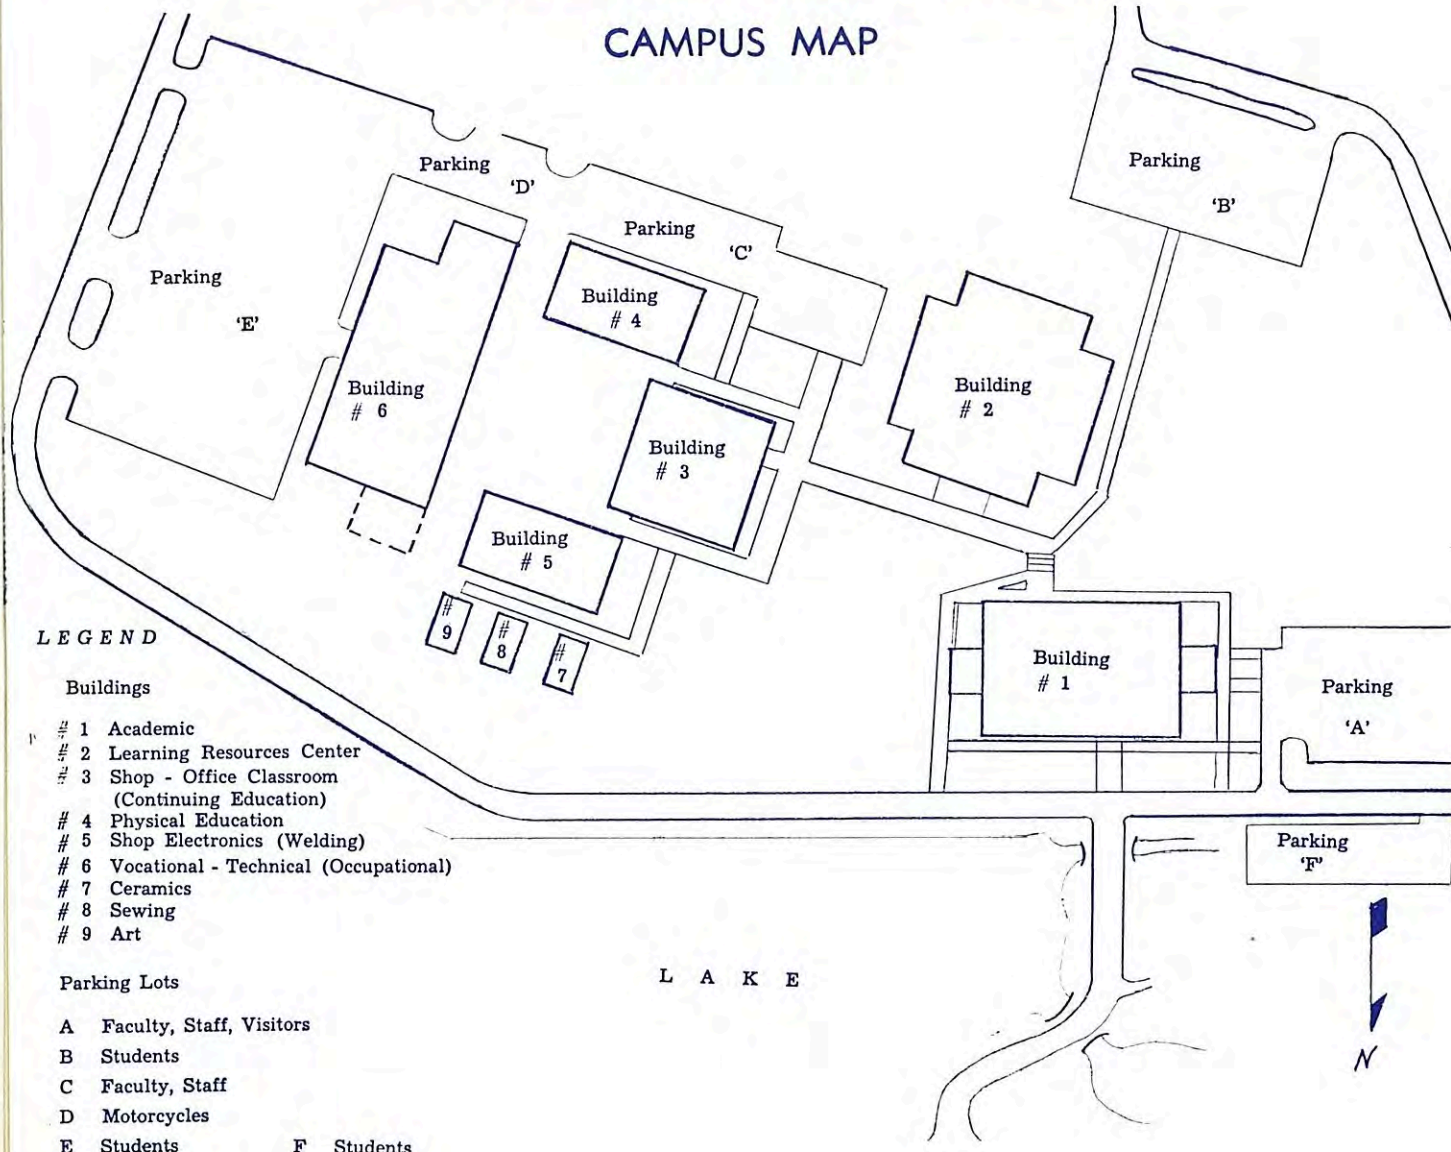 CAMPUS MAP
Parking
'D'
Parking
'B'
Parking
'C'
Parking
'E'
Building
# 4
Building
# 2
Building
# 6
Building
# 3
Building
# 5
#
9
#
8
#
7
Building
# 1
Parking
'A'
Parking
'F'
N
LAKE
LEGEND
Buildings
# 1 Academic
# 2 Learning Resources Center
# 3 Shop - Office Classroom
(Continuing Education)
# 4 Physical Education
# 5 Shop Electronics (Welding)
# 6 Vocational - Technical (Occupational)
# 7 Ceramics
# 8 Sewing
# 9 Art
Parking Lots
A Faculty, Staff, Visitors
B Students
C Faculty, Staff
D Motorcycles
E Students F Students